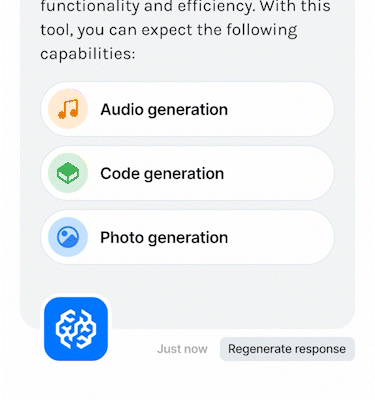 functionality and efficiency. With this
tool, you can expect the following
capabilities:
Audio generation
Code generation
Photo generation
Just now
Regenerate response